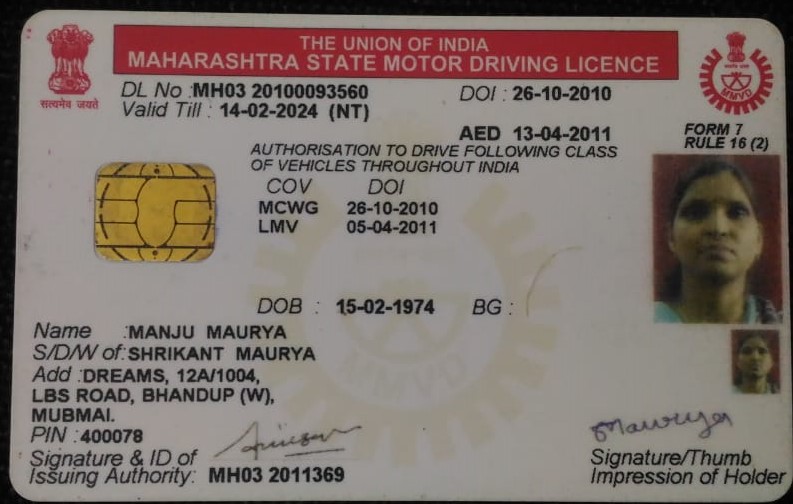 THE UNION OF INDIA
MAHARASHTRA STATE MOTOR DRIVING LICENCE
सत्यमेव जयते
MMVD
DL No : MH03 20100093560 DOI : 26-10-2010
Valid Till : 14-02-2024 (NT)
AED 13-04-2011
FORM 7
RULE 16 (2)
AUTHORISATION TO DRIVE FOLLOWING CLASS
OF VEHICLES THROUGHOUT INDIA
COV DOI
MCWG 26-10-2010
LMV 05-04-2011
DOB : 15-02-1974 BG :
Name : MANJU MAURYA
S/D/W of : SHRIKANT MAURYA
Add : DREAMS, 12A/1004,
LBS ROAD, BHANDUP (W),
MUBMAI.
PIN : 400078
MMVD
Signature & ID of
Issuing Authority: MH03 2011369
Maurya
Signature/Thumb
Impression of Holder